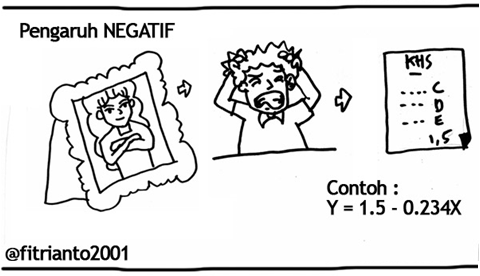 Pengaruh NEGATIF
KHS
.... C
... D
... E
1,5
Contoh :
Y = 1.5 - 0.234X
@fitrianto2001